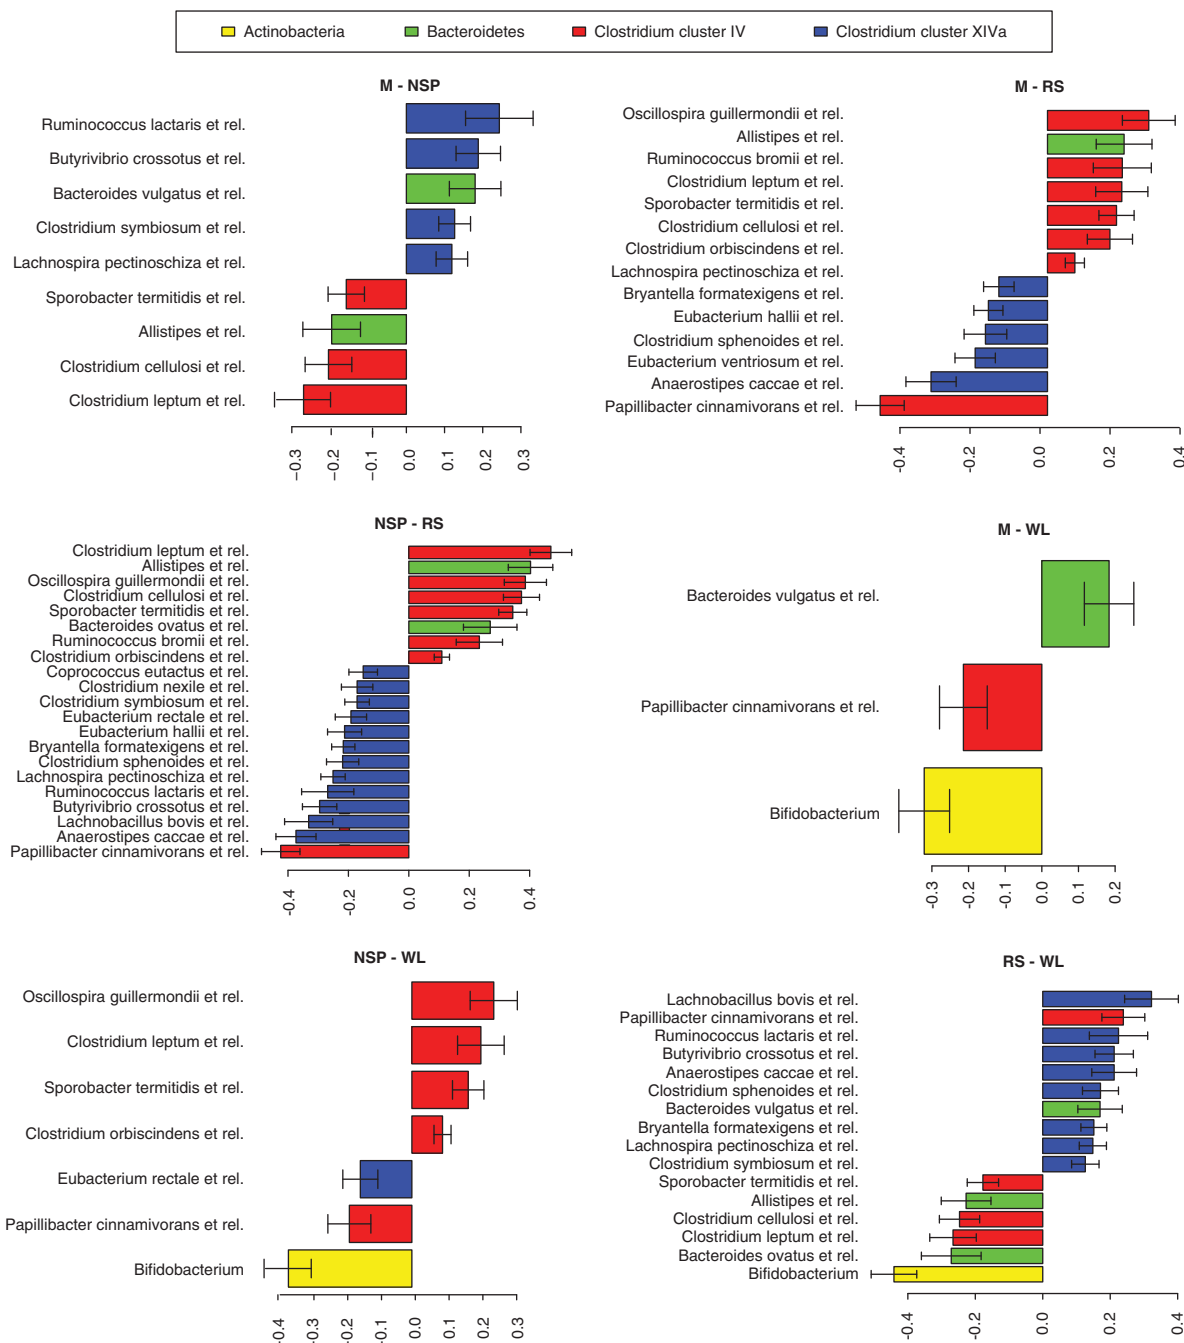 Actinobacteria Bacteroidetes Clostridium cluster IV Clostridium cluster XIVa
M - NSP
Ruminococcus lactaris et rel.
Butyrivibrio crossotus et rel.
Bacteroides vulgatus et rel.
Clostridium symbiosum et rel.
Lachnospira pectinoschiza et rel.
Sporobacter termitidis et rel.
Allistipes et rel.
Clostridium cellulosi et rel.
Clostridium leptum et rel.
-0.3 -0.2 -0.1 0.0 0.1 0.2 0.3
M - RS
Oscillospira guillermondii et rel.
Allistipes et rel.
Ruminococcus bromii et rel.
Clostridium leptum et rel.
Sporobacter termitidis et rel.
Clostridium cellulosi et rel.
Clostridium orbiscindens et rel.
Lachnospira pectinoschiza et rel.
Bryantella formatexigens et rel.
Eubacterium hallii et rel.
Clostridium sphenoides et rel.
Eubacterium ventriosum et rel.
Anaerostipes caccae et rel.
Papillibacter cinnamivorans et rel.
-0.4 -0.2 0.0 0.2 0.4
NSP - RS
Clostridium leptum et rel.
Allistipes et rel.
Oscillospira guillermondii et rel.
Clostridium cellulosi et rel.
Sporobacter termitidis et rel.
Bacteroides ovatus et rel.
Ruminococcus bromii et rel.
Clostridium orbiscindens et rel.
Coprococcus eutactus et rel.
Clostridium nexile et rel.
Clostridium symbiosum et rel.
Eubacterium rectale et rel.
Eubacterium hallii et rel.
Bryantella formatexigens et rel.
Clostridium sphenoides et rel.
Lachnospira pectinoschiza et rel.
Ruminococcus lactaris et rel.
Butyrivibrio crossotus et rel.
Lachnobacillus bovis et rel.
Anaerostipes caccae et rel.
Papillibacter cinnamivorans et rel.
-0.4 -0.2 0.0 0.2 0.4
M - WL
Bacteroides vulgatus et rel.
Papillibacter cinnamivorans et rel.
Bifidobacterium
-0.3 -0.2 -0.1 0.0 0.1 0.2
NSP - WL
Oscillospira guillermondii et rel.
Clostridium leptum et rel.
Sporobacter termitidis et rel.
Clostridium orbiscindens et rel.
Eubacterium rectale et rel.
Papillibacter cinnamivorans et rel.
Bifidobacterium
-0.4 -0.3 -0.2 -0.1 0.0 0.1 0.2 0.3
RS - WL
Lachnobacillus bovis et rel.
Papillibacter cinnamivorans et rel.
Ruminococcus lactaris et rel.
Butyrivibrio crossotus et rel.
Anaerostipes caccae et rel.
Clostridium sphenoides et rel.
Bacteroides vulgatus et rel.
Bryantella formatexigens et rel.
Lachnospira pectinoschiza et rel.
Clostridium symbiosum et rel.
Sporobacter termitidis et rel.
Allistipes et rel.
Clostridium cellulosi et rel.
Clostridium leptum et rel.
Bacteroides ovatus et rel.
Bifidobacterium
-0.4 -0.2 0.0 0.2 0.4